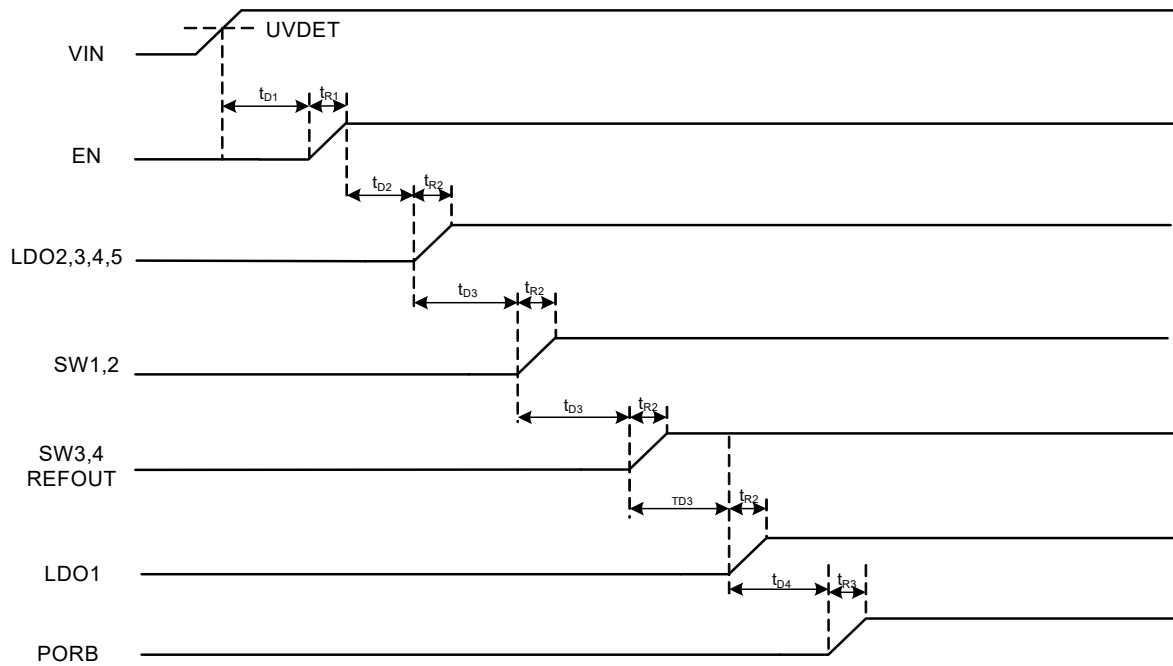 UVDET
VIN
tD1
tR1
EN
tD2
tR2
LDO2,3,4,5
tD3
tR2
SW1,2
tD3
tR2
SW3,4
REFOUT
TD3
tR2
LDO1
tD4
tR3
PORB